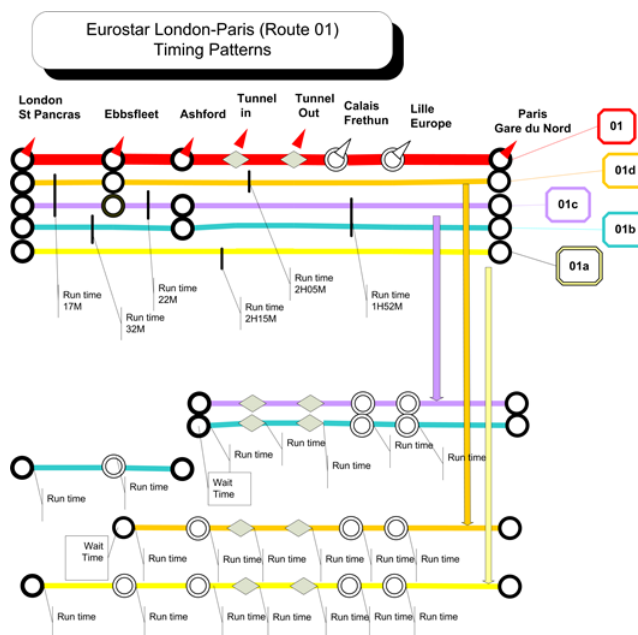 Eurostar London-Paris (Route 01)
Timing Patterns
London
St Pancras
Ebbsfleet
Ashford
Tunnel
in
Tunnel
Out
Calais
Frethun
Lille
Europe
Paris
Gare du Nord
01
01d
01c
01b
01a
Run time
17M
Run time
32M
Run time
22M
Run time
2H15M
Run time
2H05M
Run time
1H52M
Run time
Run time
Run time
Run time
Run time
Wait
Time
Run time
Run time
Wait
Time
Run time
Run time
Run time
Run time
Run time
Run time
Run time
Run time
Run time
Run time
Run time
Run time
Run time